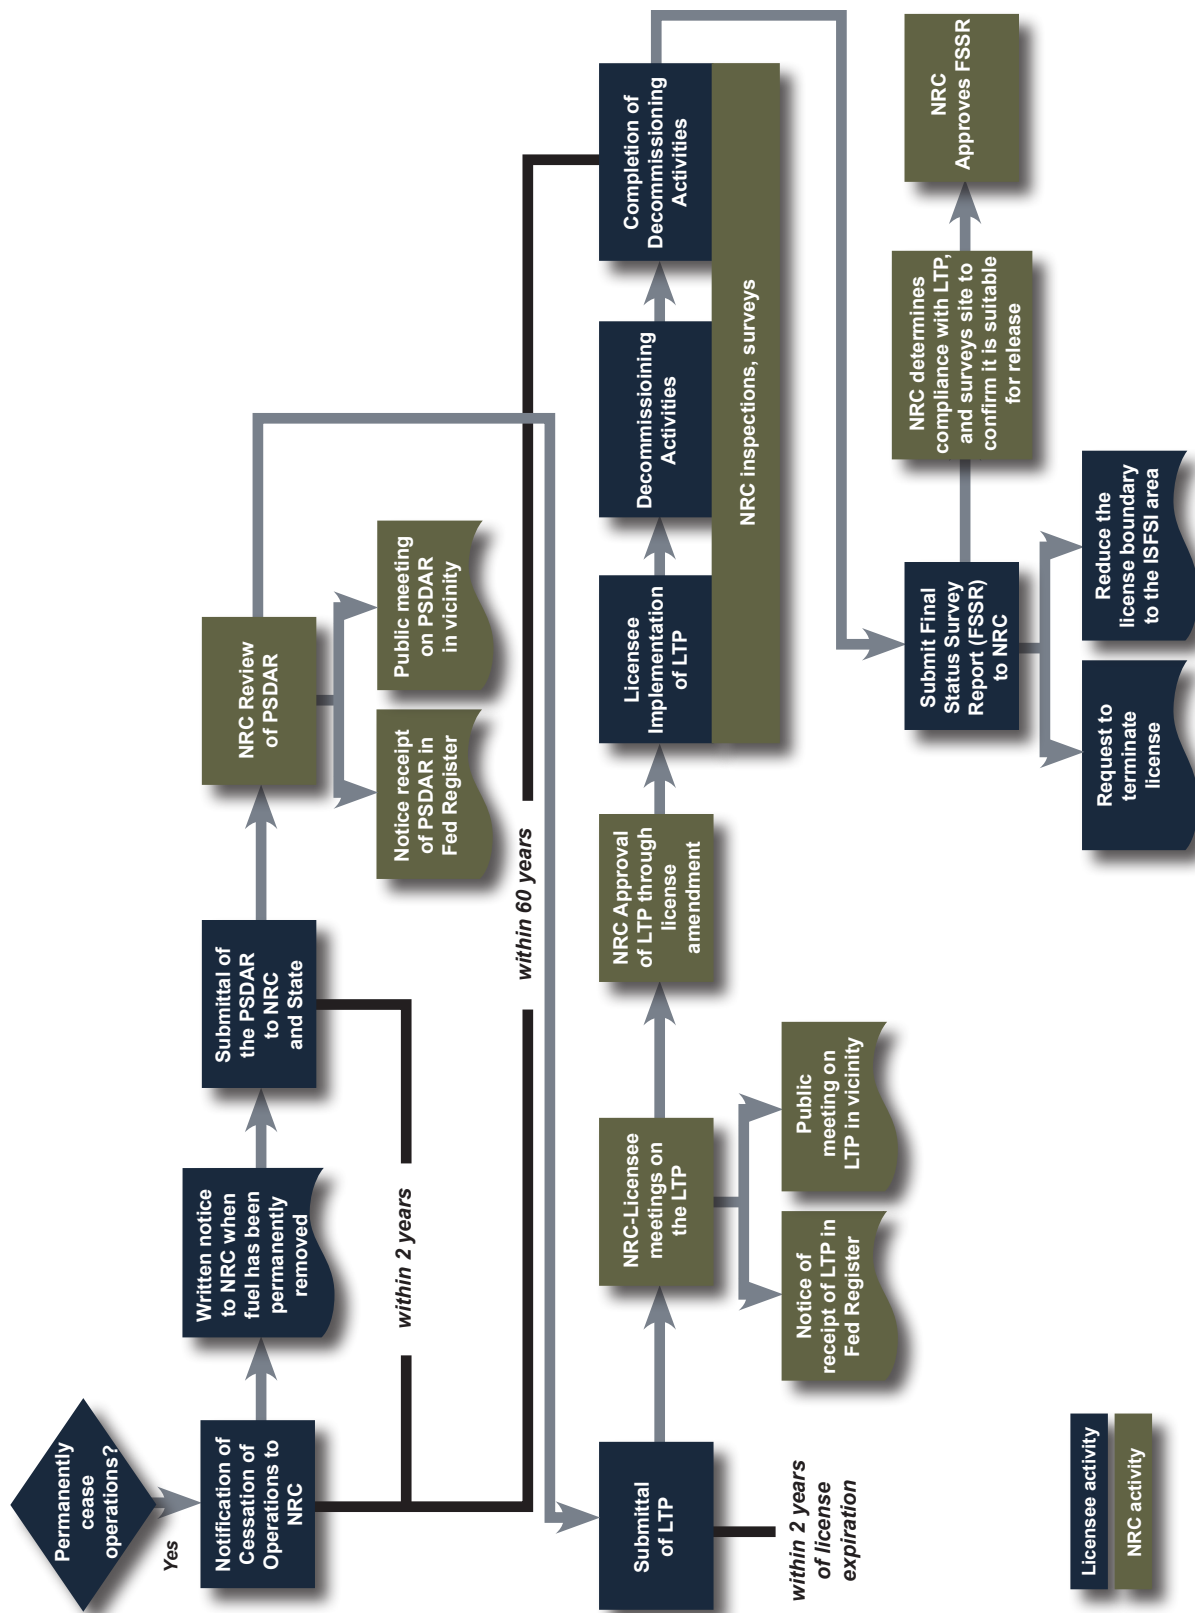 Permanently
cease
operations?
Yes
Notification of
Cessation of
Operations to
NRC
Written notice
to NRC when
fuel has been
permanently
removed
Submittal of
the PSDAR
to NRC
and State
NRC Review
of PSDAR
Notice receipt
of PSDAR in
Fed Register
Public meeting
on PSDAR
in vicinity
within 2 years
within 60 years
Submittal
of LTP
within 2 years
of license
expiration
NRC-Licensee
meetings on
the LTP
Notice of
receipt of LTP in
Fed Register
Public
meeting on
LTP in vicinity
NRC Approval
of LTP through
license
amendment
Licensee
Implementation
of LTP
Decommissioining
Activities
Completion of
Decommissioning
Activities
NRC inspections, surveys
Submit Final
Status Survey
Report (FSSR)
to NRC
Request to
terminate
license
Reduce the
license boundary
to the ISFSI area
NRC determines
compliance with LTP,
and surveys site to
confirm it is suitable
for release
NRC
Approves FSSR
Licensee activity
NRC activity